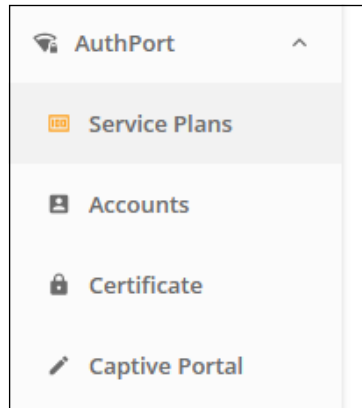 AuthPort
Service Plans
Accounts
Certificate
Captive Portal